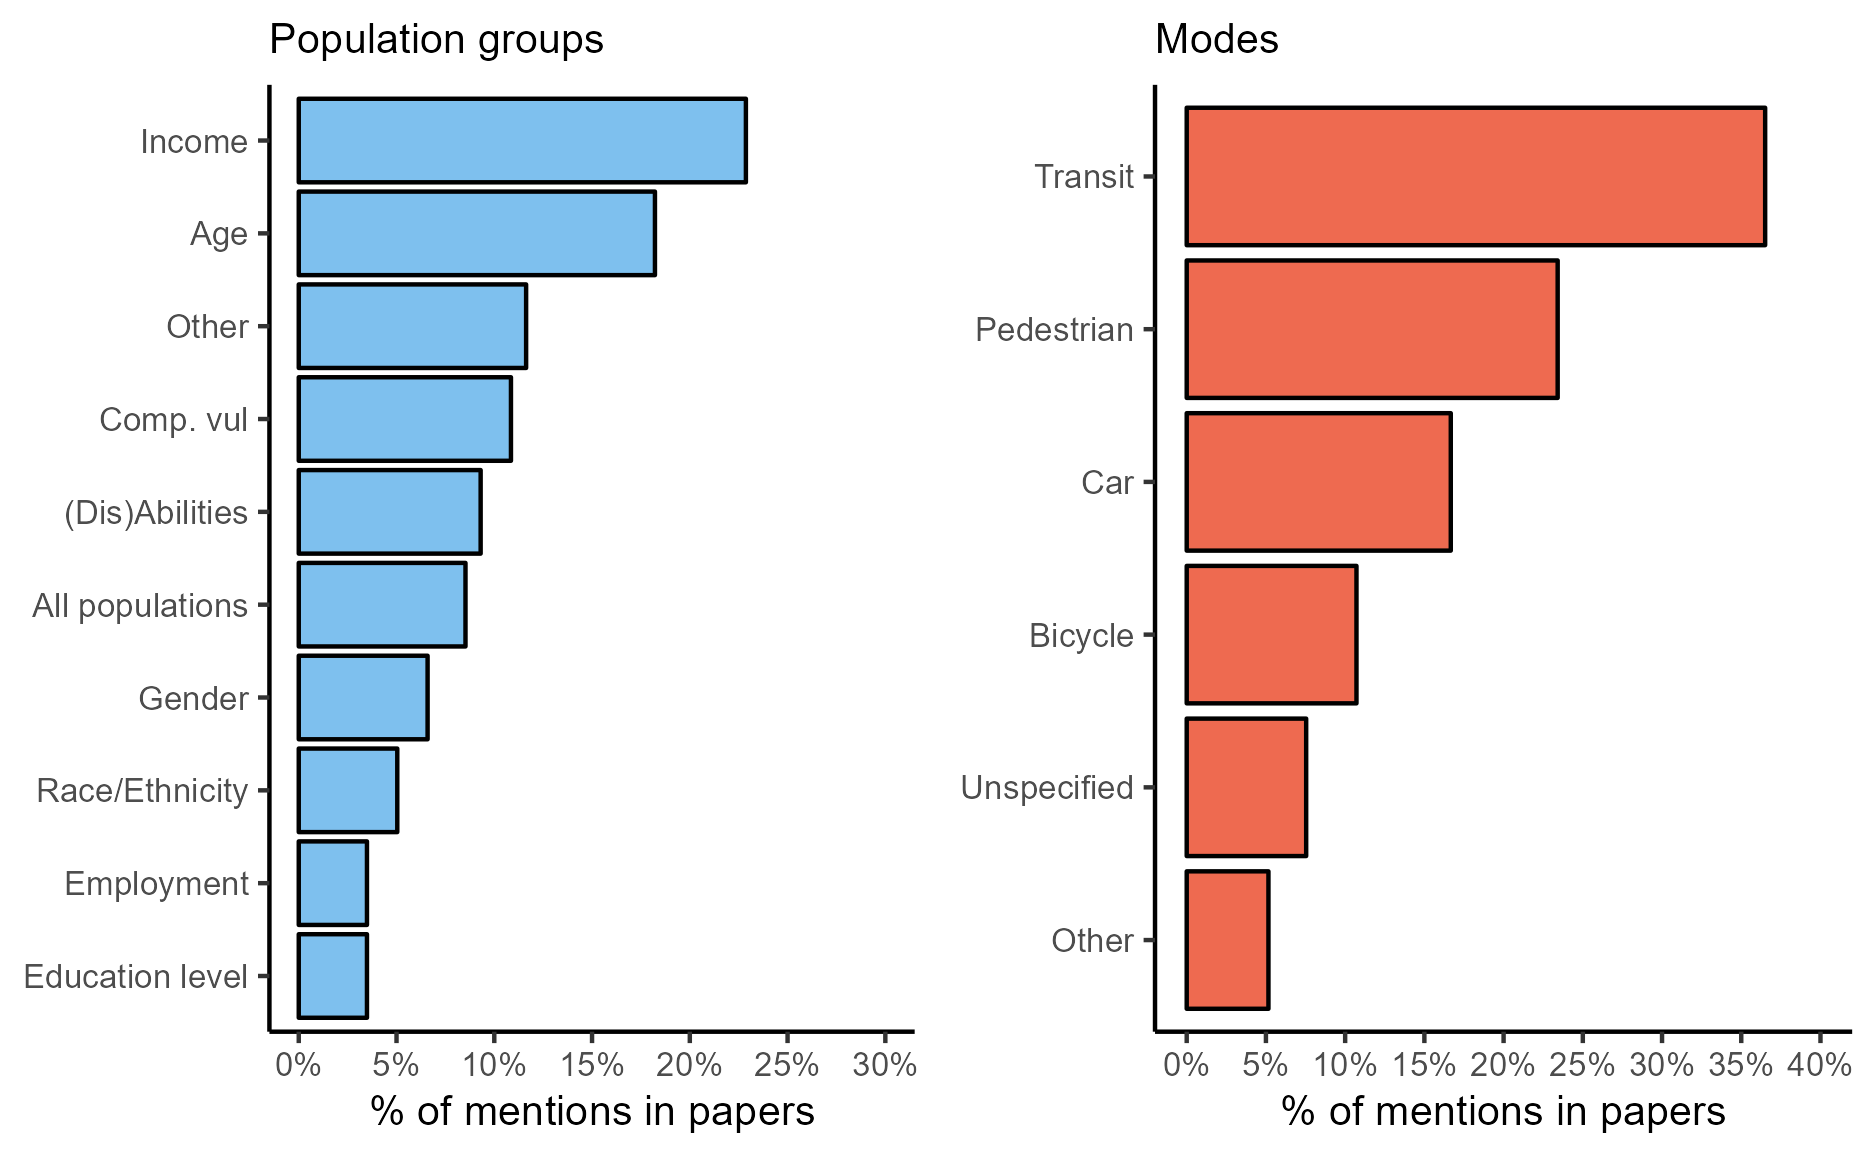 Population groups
Income
Age
Other
Comp. vul
(Dis)Abilities
All populations
Gender
Race/Ethnicity
Employment
Education level
0% 5% 10% 15% 20% 25% 30%
% of mentions in papers
Modes
Transit
Pedestrian
Car
Bicycle
Unspecified
Other
0% 5% 10% 15% 20% 25% 30% 35% 40%
% of mentions in papers